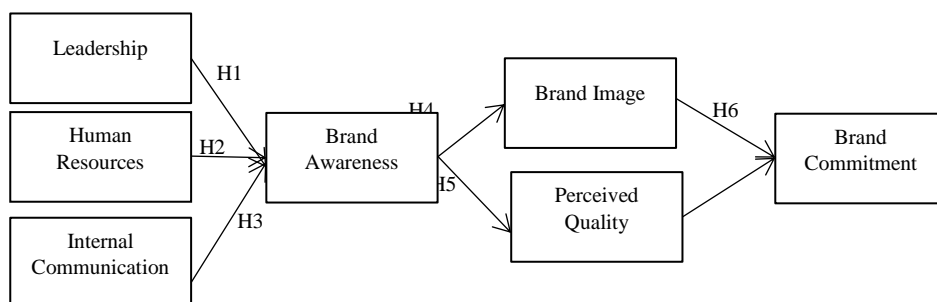 Leadership
H1
Human
Resources
H2
Internal
Communication
H3
Brand
Awareness
H4
H5
Brand Image
Perceived
Quality
H6
Brand
Commitment